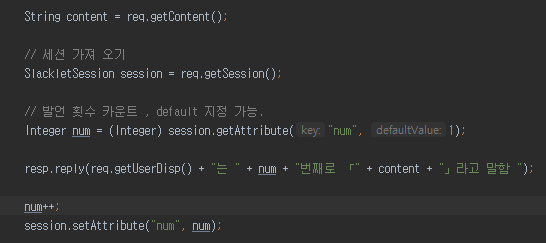 String content = req.getContent();
// 세션 가져 오기
SlackletSession session = req.getSession();
// 발언 횟수 카운트 , default 지정 가능.
Integer num = (Integer) session.getAttribute( key: "num", defaultValue: 1);
resp.reply(req.getUserDisp() + "는 " + num + "번째로 「" + content + "」라고 말함 ");
num++;
session.setAttribute("num", num);